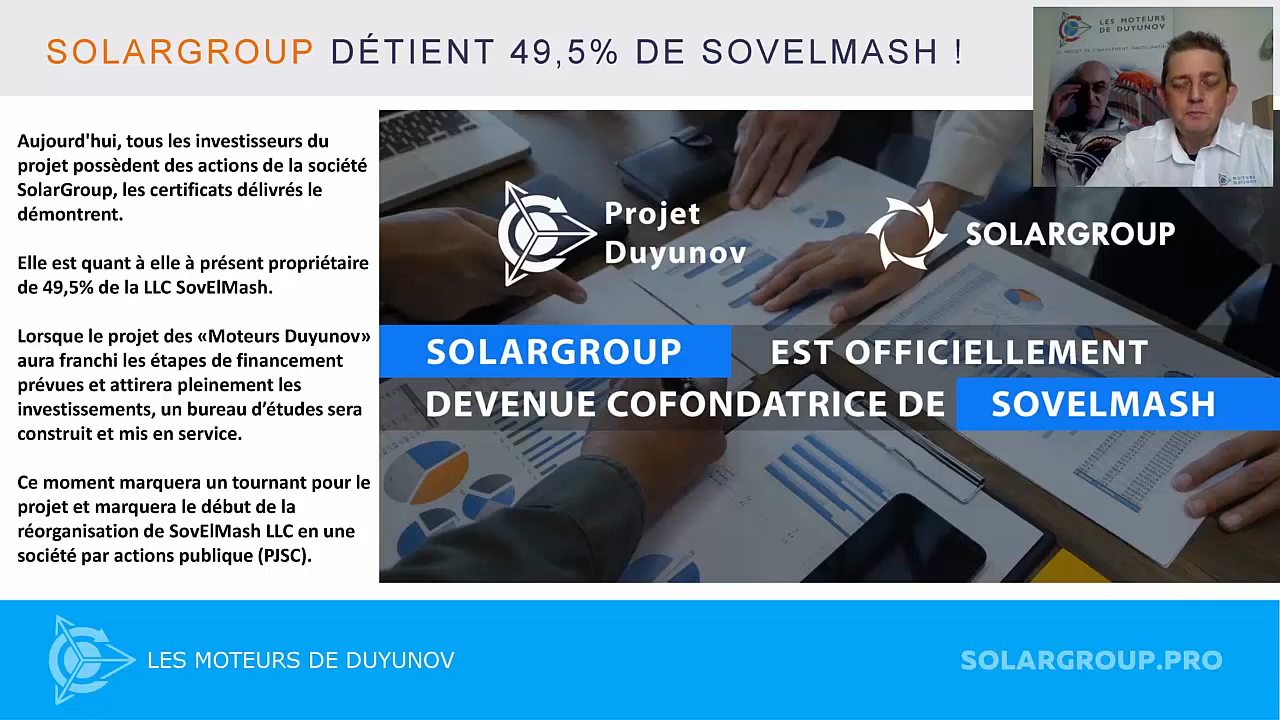 SOLARGROUP DÉTIENT 49,5% DE SOVELMASH !
LES MOTEURS
DE DUYUNOV
Aujourd'hui, tous les investisseurs du
projet possèdent des actions de la société
SolarGroup, les certificats délivrés le
démontrent.
Elle est quant à elle à présent propriétaire
de 49,5% de la LLC SovElMash.
Lorsque le projet des «Moteurs Duyunov»
aura franchi les étapes de financement
prévues et attirera pleinement les
investissements, un bureau d’études sera
construit et mis en service.
Ce moment marquera un tournant pour le
projet et marquera le début de la
réorganisation de SovElMash LLC en une
société par actions publique (PJSC).
Projet
Duyunov
SOLARGROUP
SOLARGROUP EST OFFICIELLEMENT
DEVENUE COFONDATRICE DE SOVELMASH
LES MOTEURS DE DUYUNOV
SOLARGROUP.PRO